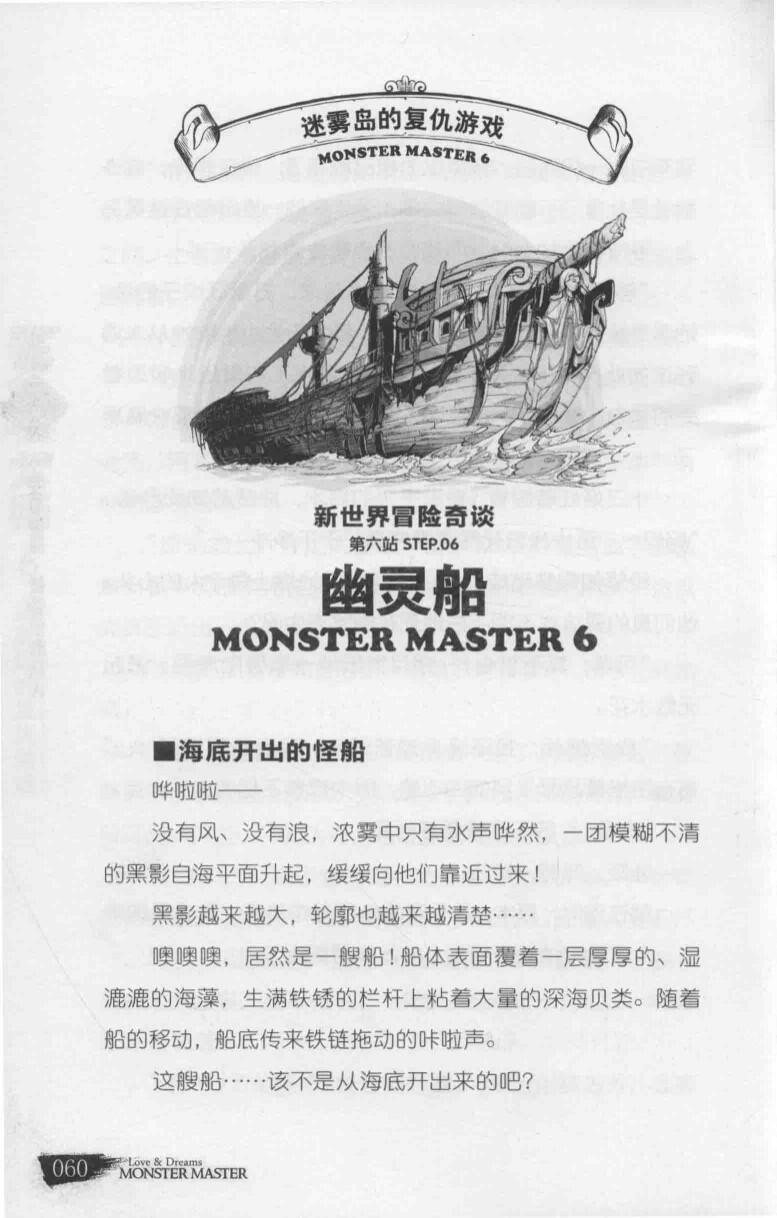 迷雾岛的复仇游戏
MONSTER MASTER 6
新世界冒险奇谈
第六站 STEP.06
幽灵船
MONSTER MASTER 6
■海底开出的怪船
哗啦啦——
没有风、没有浪，浓雾中只有水声哗然，一团模糊不清
的黑影自海平面升起，缓缓向他们靠近过来！
黑影越来越大，轮廓也越来越清楚……
噢噢噢，居然是一艘船！船体表面覆着一层厚厚的、湿
漉漉的海藻，生满铁锈的栏杆上粘着大量的深海贝类。随着
船的移动，船底传来铁链拖动的咔啦声。
这艘船……该不是从海底开出来的吧？
060
Love & Dreams
MONSTER MASTER